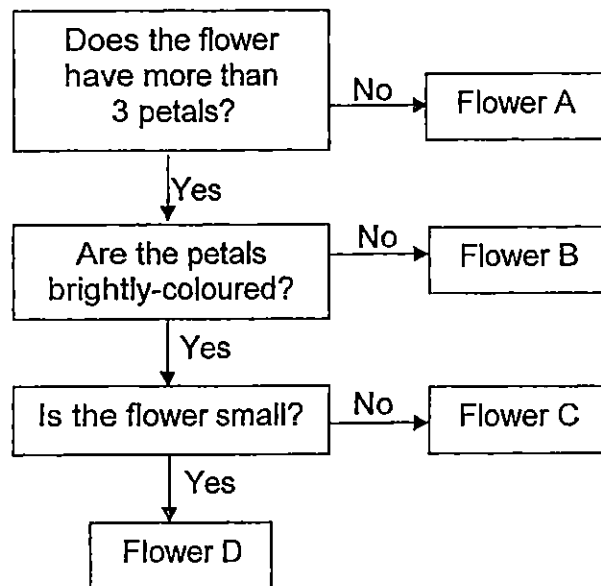 Does the flower
have more than
3 petals?
No
Flower A
Yes
Are the petals
brightly-coloured?
No
Flower B
Yes
Is the flower small?
No
Flower C
Yes
Flower D